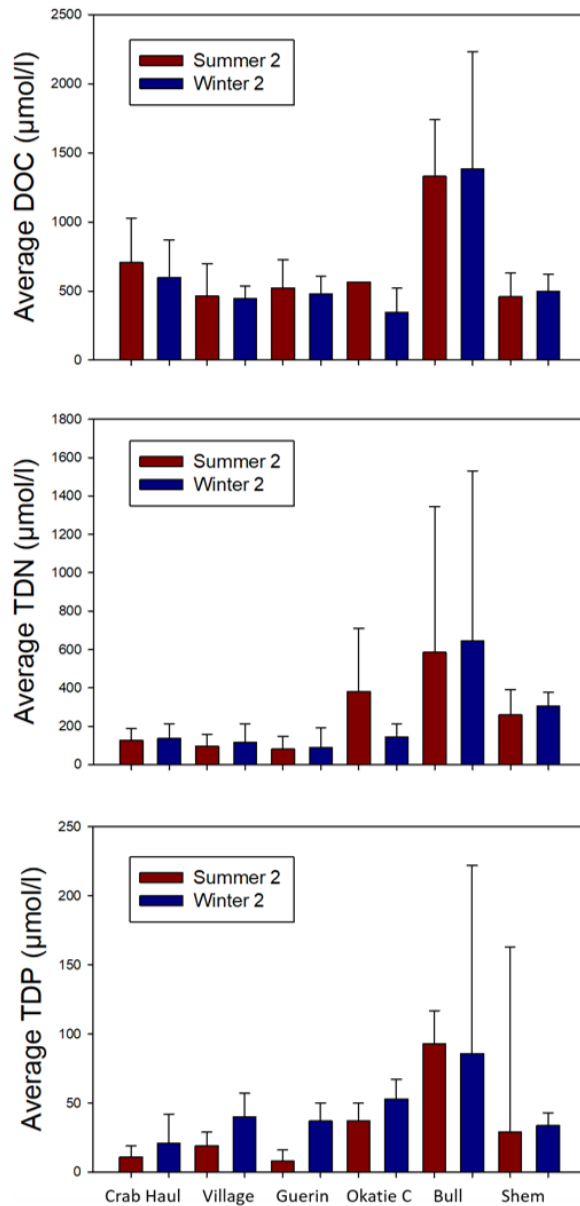 2500
2000
1500
1000
500
0
Average DOC (µmol/l)
Summer 2
Winter 2
1800
1600
1400
1200
1000
800
600
400
200
0
Average TDN (µmol/l)
Summer 2
Winter 2
250
200
150
100
50
0
Average TDP (µmol/l)
Summer 2
Winter 2
Crab Haul Village Guerin Okatie C Bull Shem